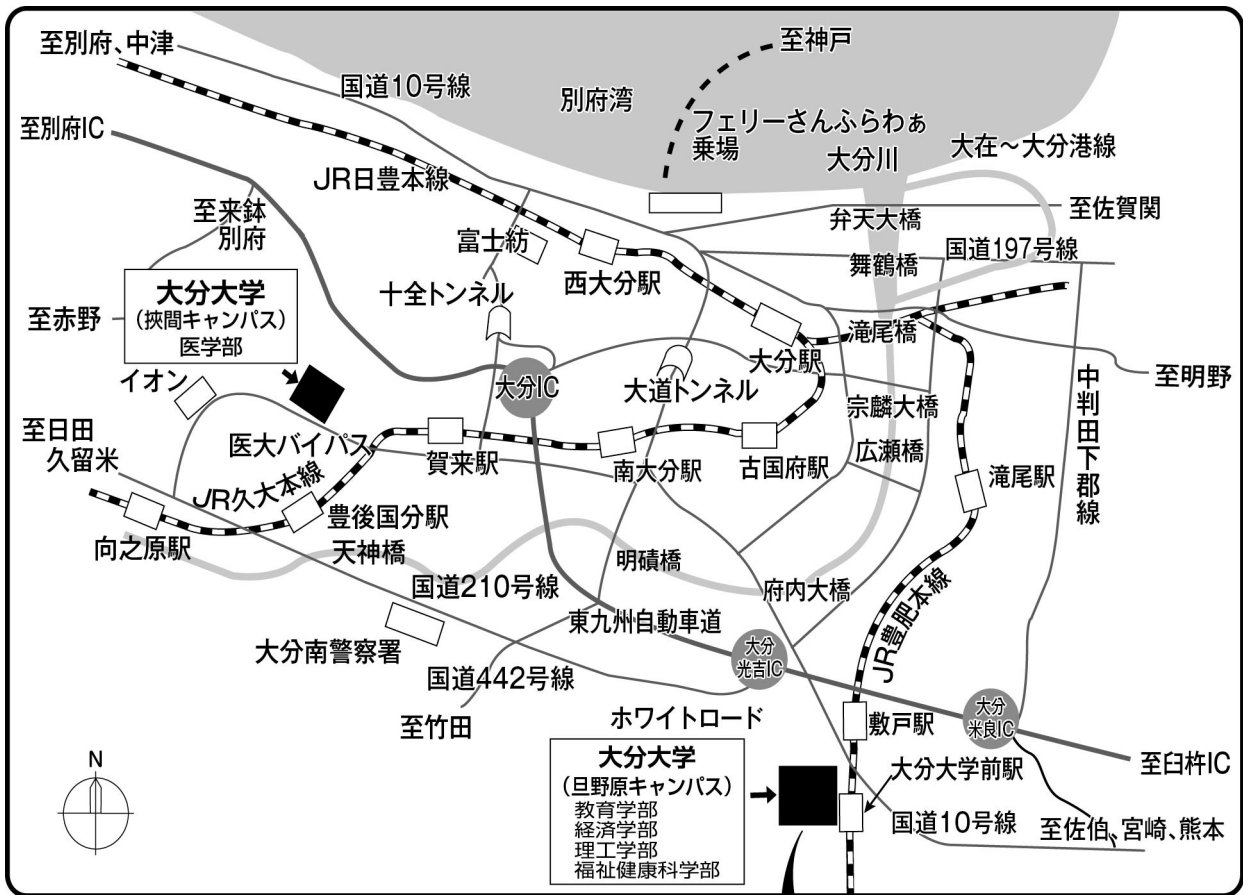 至神戸
至別府、中津
国道10号線
別府湾
フェリーさんふらわぁ
乗場
至別府IC
大分川
大在～大分港線
JR日豊本線
至来鉢
別府
弁天大橋
至佐賀関
富士紡
国道197号線
西大分駅
舞鶴橋
十全トンネル
大分大学
(挾間キャンパス)
医学部
至赤野
大分駅
滝尾橋
イオン
大分IC
大道トンネル
至明野
中判田下郡線
宗麟大橋
至日田
久留米
医大バイパス
賀来駅
南大分駅
古国府駅
広瀬橋
滝尾駅
JR久大本線
豊後国分駅
向之原駅
天神橋
明磧橋
国道210号線
府内大橋
東九州自動車道
JR豊肥本線
大分南警察署
大分
光吉IC
国道442号線
至竹田
ホワイトロード
敷戸駅
大分
米良IC
大分大学
(旦野原キャンパス)
教育学部
経済学部
理工学部
福祉健康科学部
大分大学前駅
至臼杵IC
国道10号線
至佐伯、宮崎、熊本
N